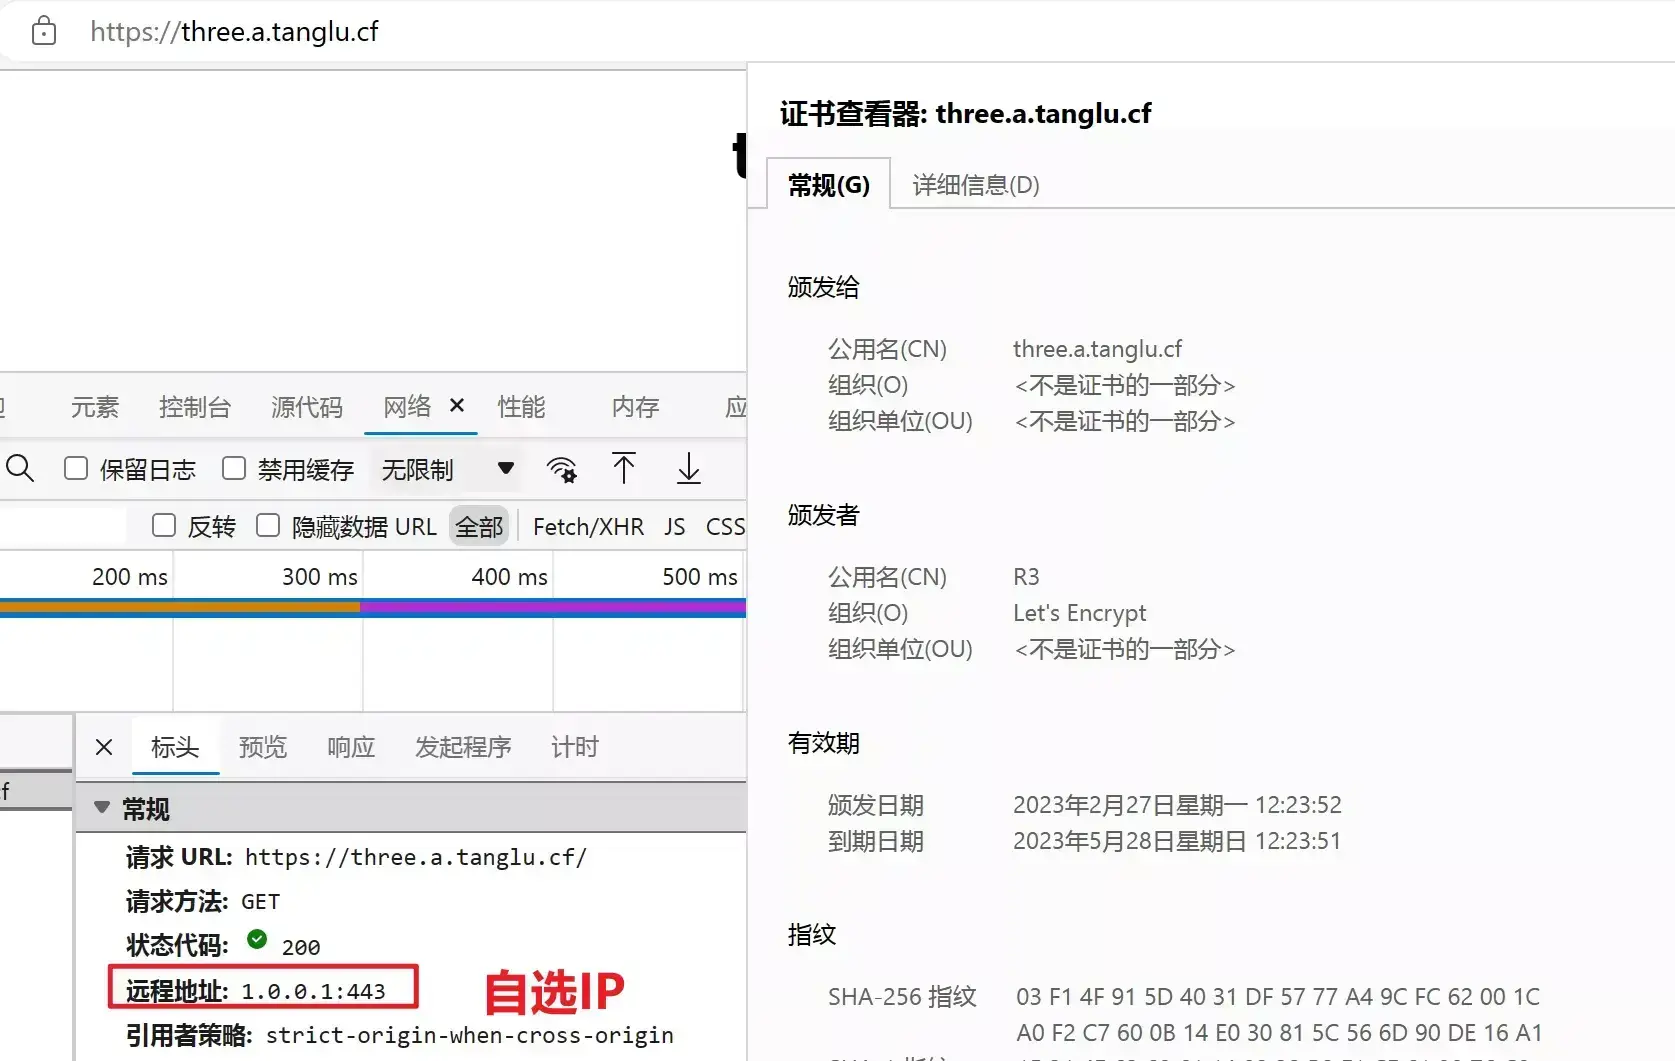 https://three.a.tanglu.cf
证书查看器: three.a.tanglu.cf
常规(G) 详细信息(D)
颁发给
公用名(CN) three.a.tanglu.cf
组织(O) <不是证书的一部分>
组织单位(OU) <不是证书的一部分>
颁发者
公用名(CN) R3
组织(O) Let's Encrypt
组织单位(OU) <不是证书的一部分>
有效期
颁发日期 2023年2月27日星期一 12:23:52
到期日期 2023年5月28日星期日 12:23:51
指纹
SHA-256 指纹 03 F1 4F 91 5D 40 31 DF 57 77 A4 9C FC 62 00 1C
A0 F2 C7 60 0B 14 E0 30 81 5C 56 6D 90 DE 16 A1
元素 控制台 源代码 网络 性能 内存 应
保留日志 禁用缓存 无限制
反转 隐藏数据 URL 全部 Fetch/XHR JS CSS
200 ms 300 ms 400 ms 500 ms
标头 预览 响应 发起程序 计时
常规
请求 URL: https://three.a.tanglu.cf/
请求方法: GET
状态代码: 200
远程地址: 1.0.0.1:443
自选IP
引用者策略: strict-origin-when-cross-origin